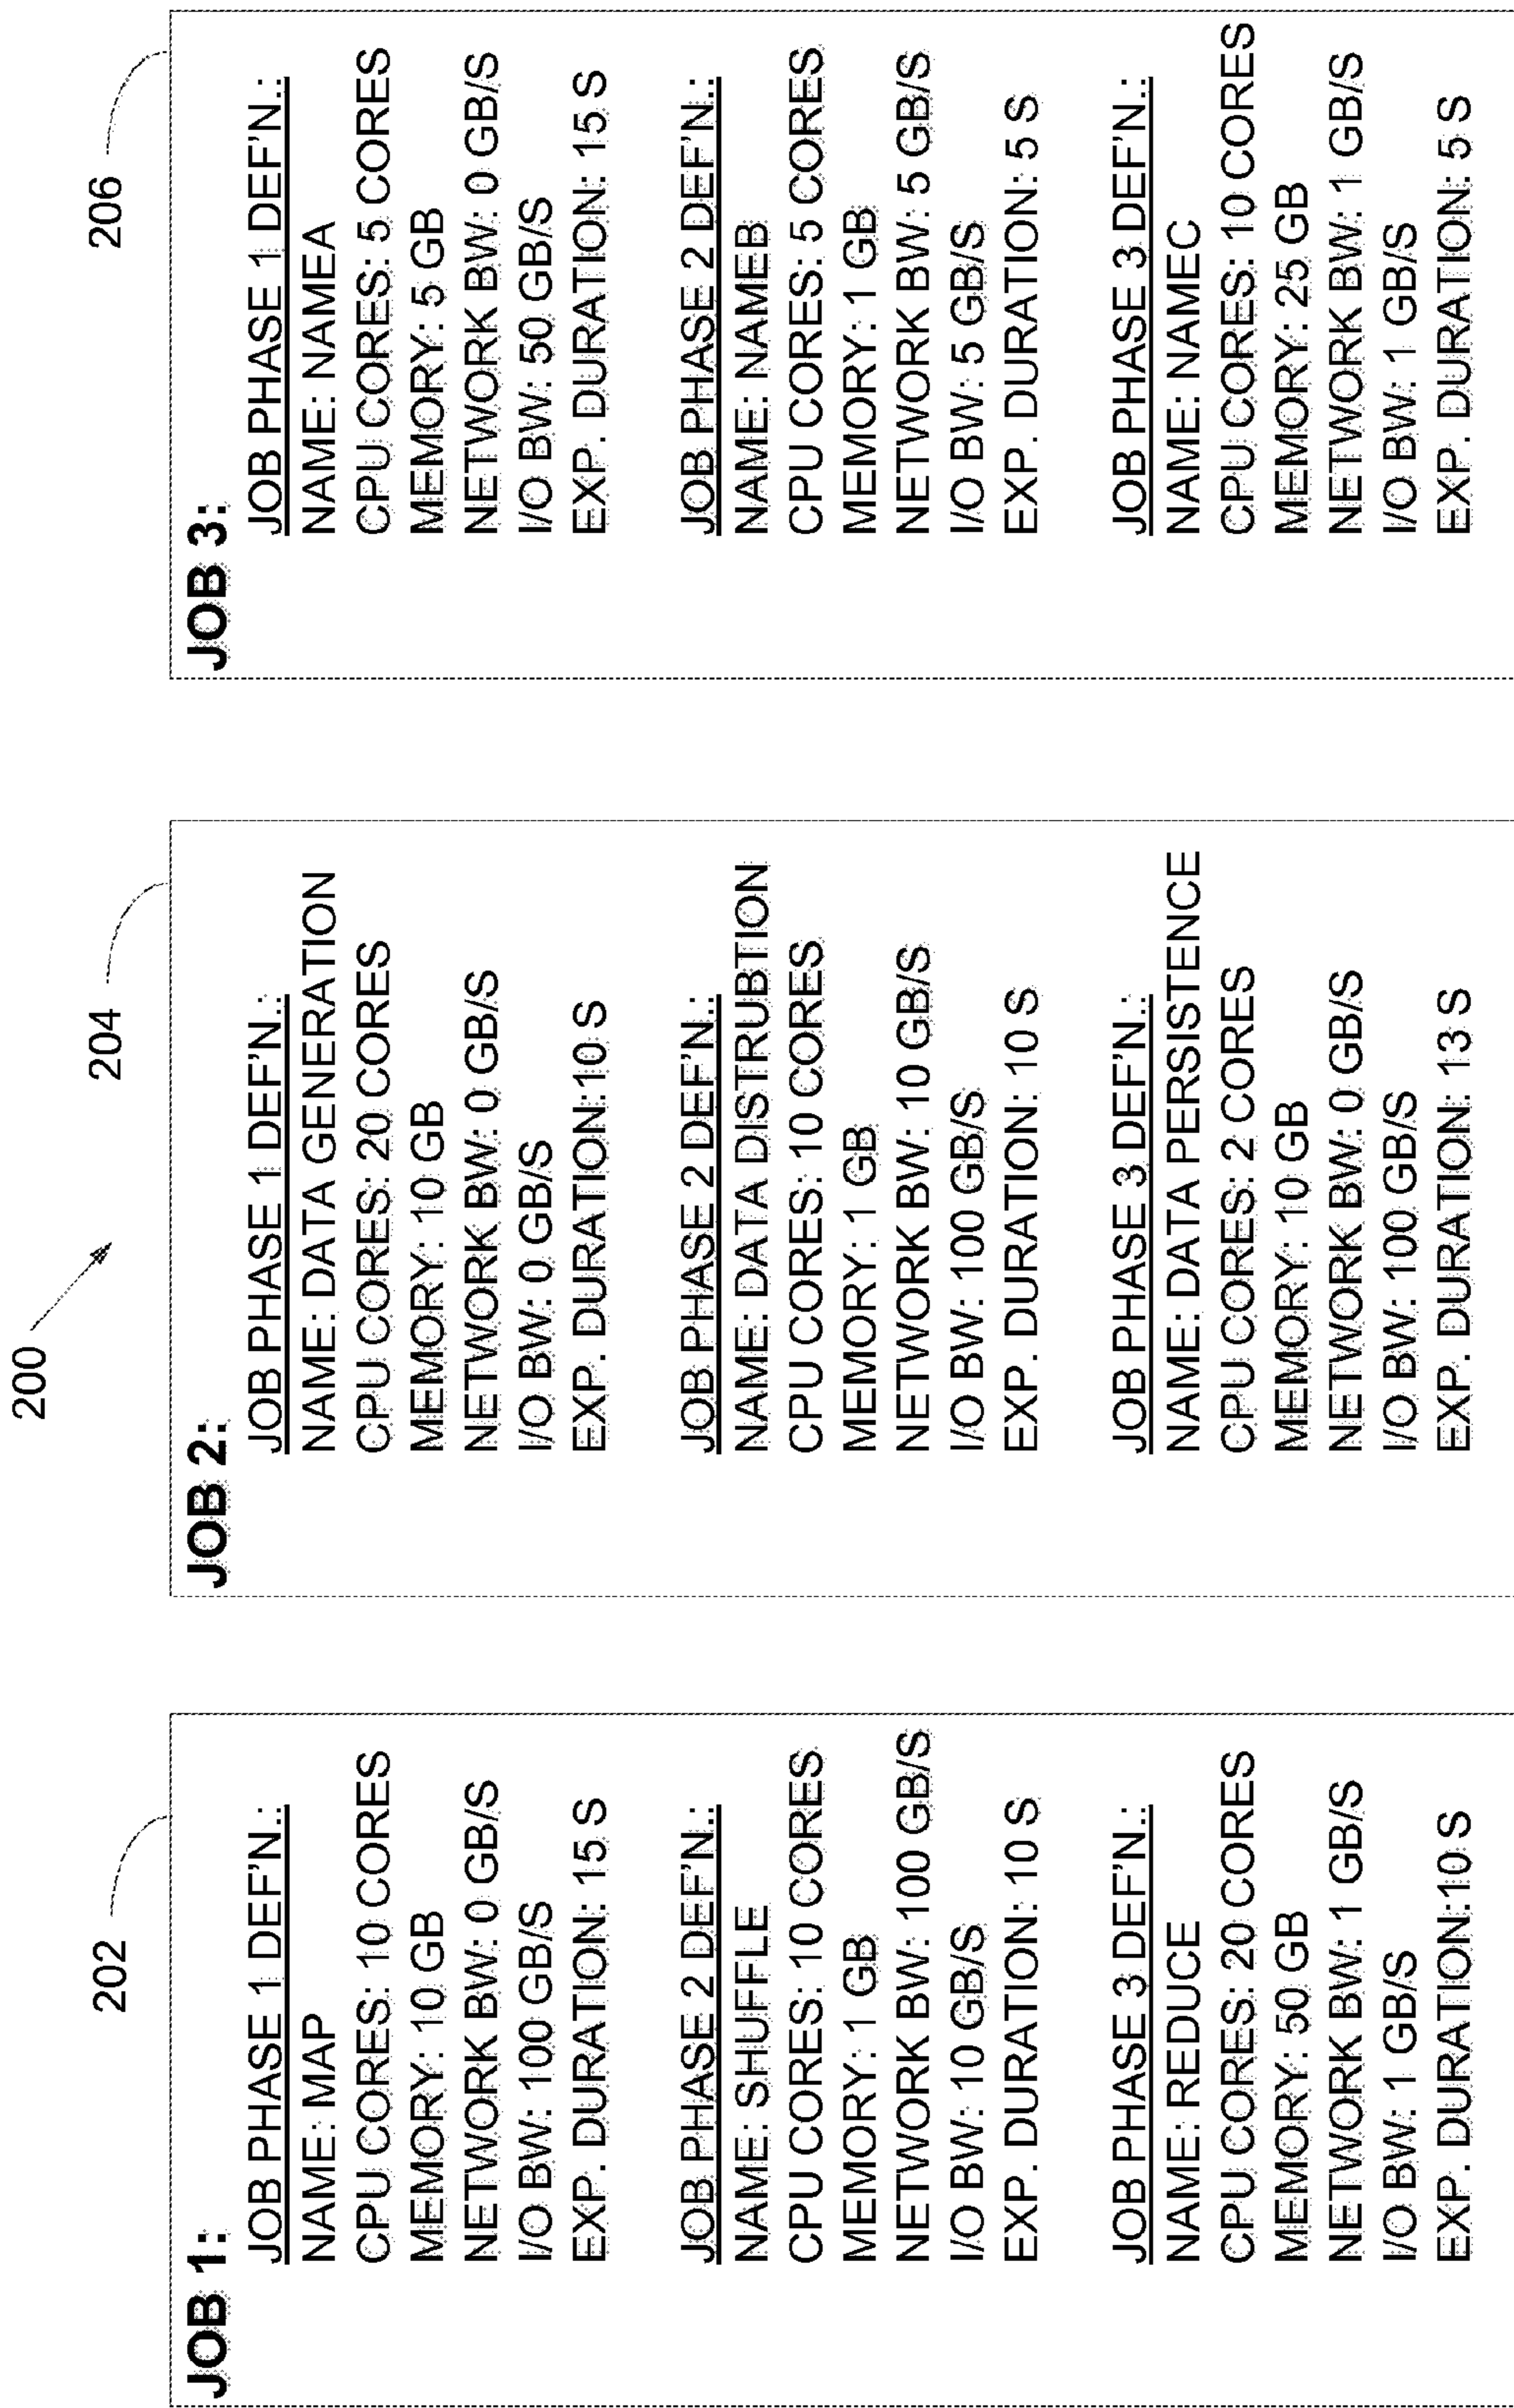 200
202
JOB 1:
JOB PHASE 1 DEF'N.:
NAME: MAP
CPU CORES: 10 CORES
MEMORY: 10 GB
NETWORK BW: 0 GB/S
I/O BW: 100 GB/S
EXP. DURATION: 15 S
JOB PHASE 2 DEF'N.:
NAME: SHUFFLE
CPU CORES: 10 CORES
MEMORY: 1 GB
NETWORK BW: 100 GB/S
I/O BW: 10 GB/S
EXP. DURATION: 10 S
JOB PHASE 3 DEF'N.:
NAME: REDUCE
CPU CORES: 20 CORES
MEMORY: 50 GB
NETWORK BW: 1 GB/S
I/O BW: 1 GB/S
EXP. DURATION:10 S
204
JOB 2:
JOB PHASE 1 DEF'N.:
NAME: DATA GENERATION
CPU CORES: 20 CORES
MEMORY: 10 GB
NETWORK BW: 0 GB/S
I/O BW: 0 GB/S
EXP. DURATION:10 S
JOB PHASE 2 DEF'N.:
NAME: DATA DISTRUBTION
CPU CORES: 10 CORES
MEMORY: 1 GB
NETWORK BW: 10 GB/S
I/O BW: 100 GB/S
EXP. DURATION: 10 S
JOB PHASE 3 DEF'N.:
NAME: DATA PERSISTENCE
CPU CORES: 2 CORES
MEMORY: 10 GB
NETWORK BW: 0 GB/S
I/O BW: 100 GB/S
EXP. DURATION: 13 S
206
JOB 3:
JOB PHASE 1 DEF'N.:
NAME: NAMEA
CPU CORES: 5 CORES
MEMORY: 5 GB
NETWORK BW: 0 GB/S
I/O BW: 50 GB/S
EXP. DURATION: 15 S
JOB PHASE 2 DEF'N.:
NAME: NAMEB
CPU CORES: 5 CORES
MEMORY: 1 GB
NETWORK BW: 5 GB/S
I/O BW: 5 GB/S
EXP. DURATION: 5 S
JOB PHASE 3 DEF'N.:
NAME: NAMEC
CPU CORES: 10 CORES
MEMORY: 25 GB
NETWORK BW: 1 GB/S
I/O BW: 1 GB/S
EXP. DURATION: 5 S